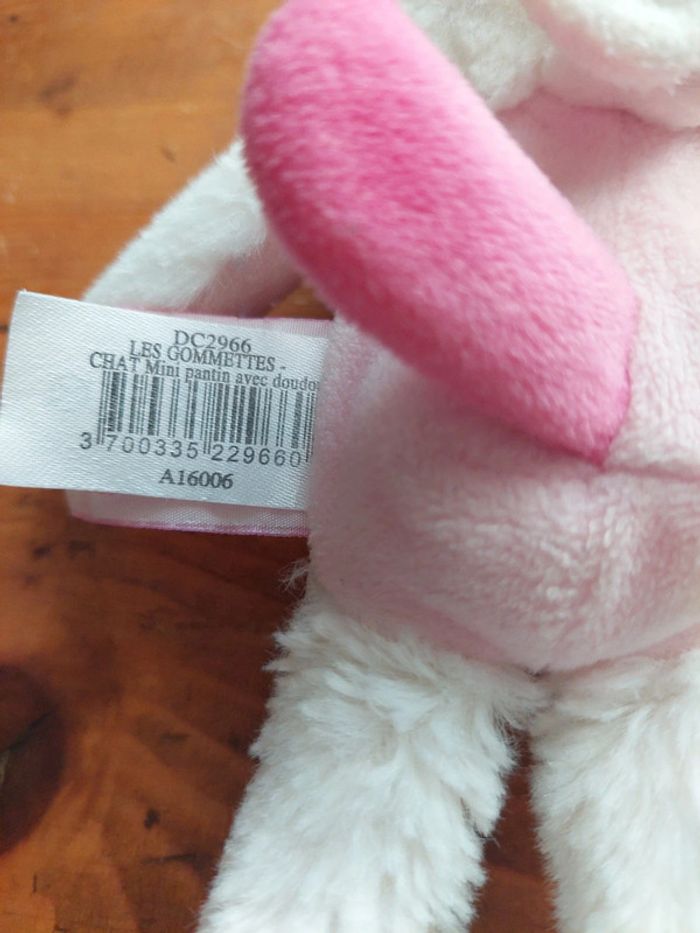 DC2966
LES GOMMETTES -
CHAT Mini pantin avec doudo
3 700335 229660
A16006